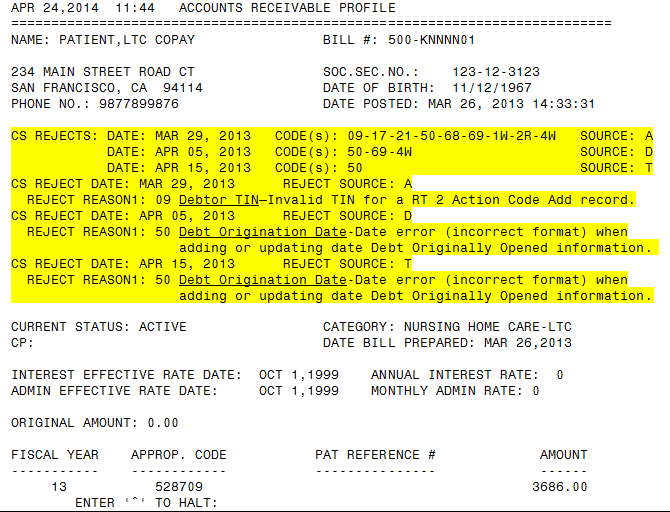 APR 24,2014  11:44   ACCOUNTS RECEIVABLE PROFILE
===========================================================================
NAME: PATIENT,LTC COPAY                BILL #: 500-KNNNN01
234 MAIN STREET ROAD CT                SOC.SEC.NO.:    123-12-3123
SAN FRANCISCO, CA  94114               DATE OF BIRTH:  11/12/1967
PHONE NO.: 9877899876                  DATE POSTED: MAR 26, 2013 14:33:31
CS REJECTS: DATE: MAR 29, 2013   CODE(s): 09-17-21-50-68-69-1W-2R-4W   SOURCE: A
            DATE: APR 05, 2013   CODE(s): 50-69-4W                     SOURCE: D
            DATE: APR 15, 2013   CODE(s): 50                           SOURCE: T
CS REJECT DATE: MAR 29, 2013      REJECT SOURCE: A
  REJECT REASON1: 09 Debtor TIN—Invalid TIN for a RT 2 Action Code Add record.
CS REJECT DATE: APR 05, 2013      REJECT SOURCE: D
  REJECT REASON1: 50 Debt Origination Date-Date error (incorrect format) when
                     adding or updating date Debt Originally Opened information.
CS REJECT DATE: APR 15, 2013      REJECT SOURCE: T
  REJECT REASON1: 50 Debt Origination Date-Date error (incorrect format) when
                     adding or updating date Debt Originally Opened information.
CURRENT STATUS: ACTIVE                 CATEGORY: NURSING HOME CARE-LTC
CP:                                    DATE BILL PREPARED: MAR 26,2013
INTEREST EFFECTIVE RATE DATE:  OCT 1,1999    ANNUAL INTEREST RATE:  0
ADMIN EFFECTIVE RATE DATE:     OCT 1,1999    MONTHLY ADMIN RATE: 0
ORIGINAL AMOUNT: 0.00
FISCAL YEAR    APPROP. CODE           PAT REFERENCE #             AMOUNT
-----------    ------------           ---------------             ------
     13           528709                                         3686.00
        ENTER '^' TO HALT: